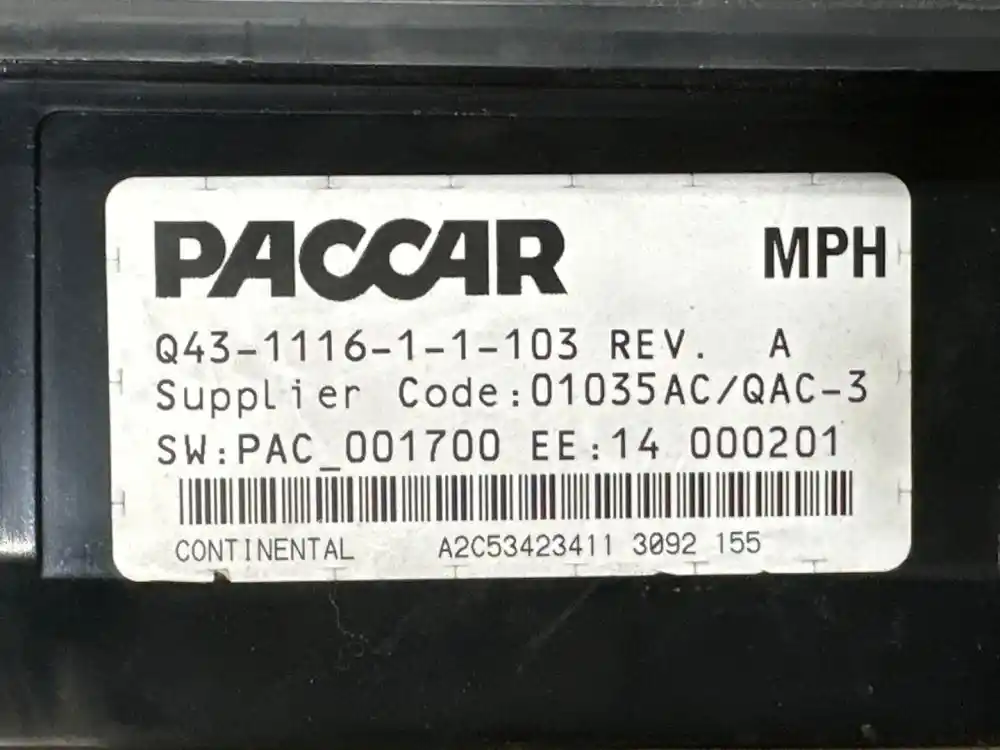 PACCAR MPH
Q43-1116-1-1-103 REV. A
Supplier Code:01035AC/QAC-3
SW:PAC_001700 EE:14 000201
CONTINENTAL A2C53423411 3092 155